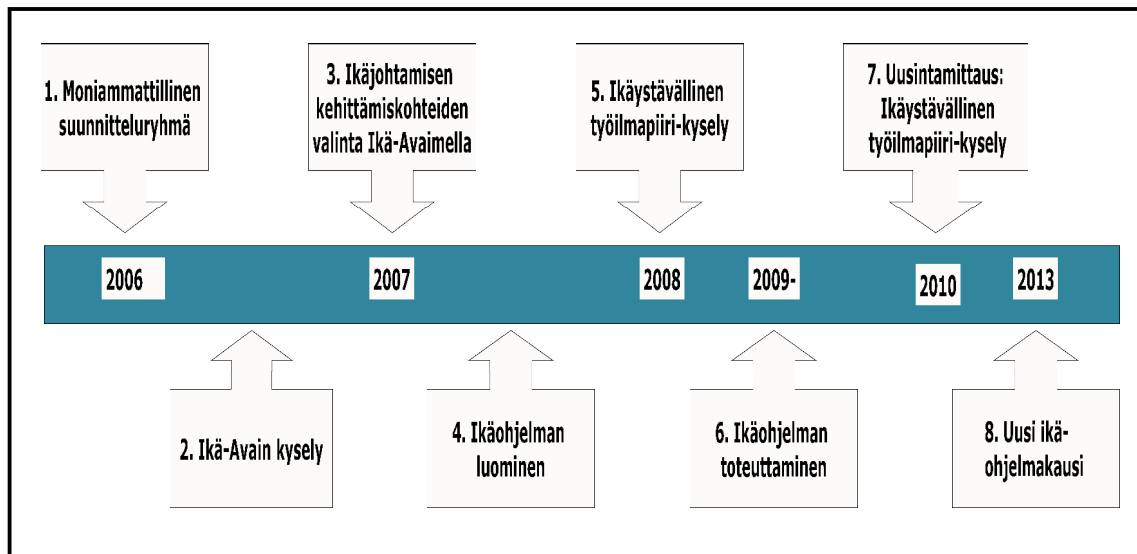 1. Moniammattillinen
suunnitteluryhmä
3. Ikäjohtamisen
kehittämiskohteiden
valinta Ikä-Avaimella
5. Ikäystävällinen
työilmapiiri-kysely
7. Uusintamittaus:
Ikäystävällinen
työilmapiiri-kysely
2006
2007
2008
2009-
2010
2013
2. Ikä-Avain kysely
4. Ikäohjelman
luominen
6. Ikäohjelman
toteuttaminen
8. Uusi ikä-
ohjelmakausi